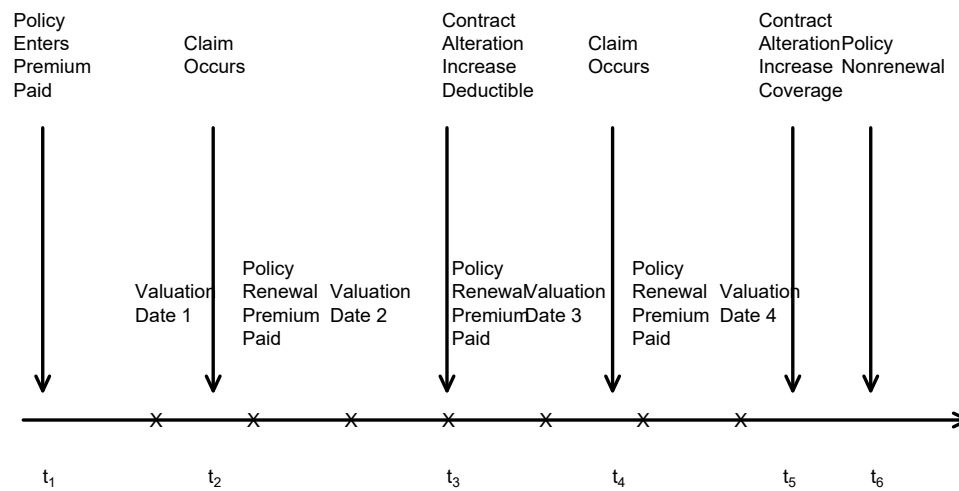 Policy
Enters
Premium
Paid
Claim
Occurs
Contract
Alteration
Increase
Deductible
Claim
Occurs
Contract
Alteration
Increase
Coverage
Policy
Nonrenewal
Valuation
Date 1
Policy
Renewal
Premium
Paid
Valuation
Date 2
Policy
Renewal
Premium
Paid
Valuation
Date 3
Policy
Renewal
Premium
Paid
Valuation
Date 4
X X X X X X X
t₁ t₂ t₃ t₄ t₅ t₆